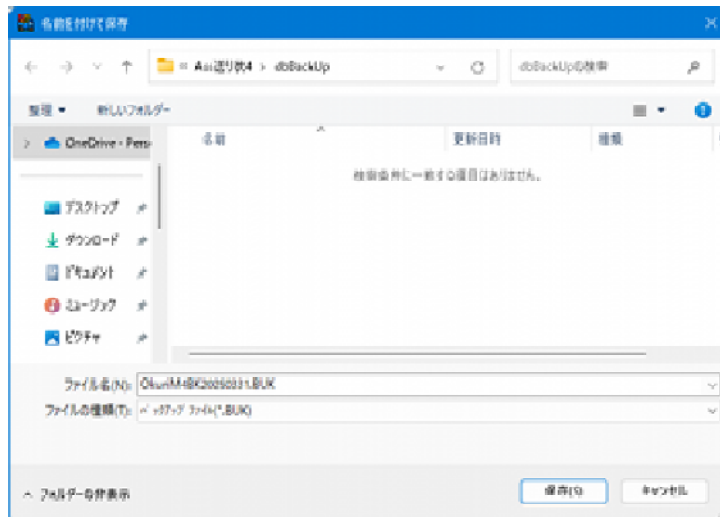 名前を付けて保存
« Assi送り状4 > dbBackUp
dbBackUpの検索
整理 新しいフォルダー
OneDrive - Pers
名前 更新日時 種類
検索条件に一致する項目はありません。
デスクトップ
ダウンロード
ドキュメント
ミュージック
ピクチャ
ファイル名(N):
ファイルの種類(T): バックアップ ファイル(*.BUK)
フォルダーの非表示
保存(S) キャンセル